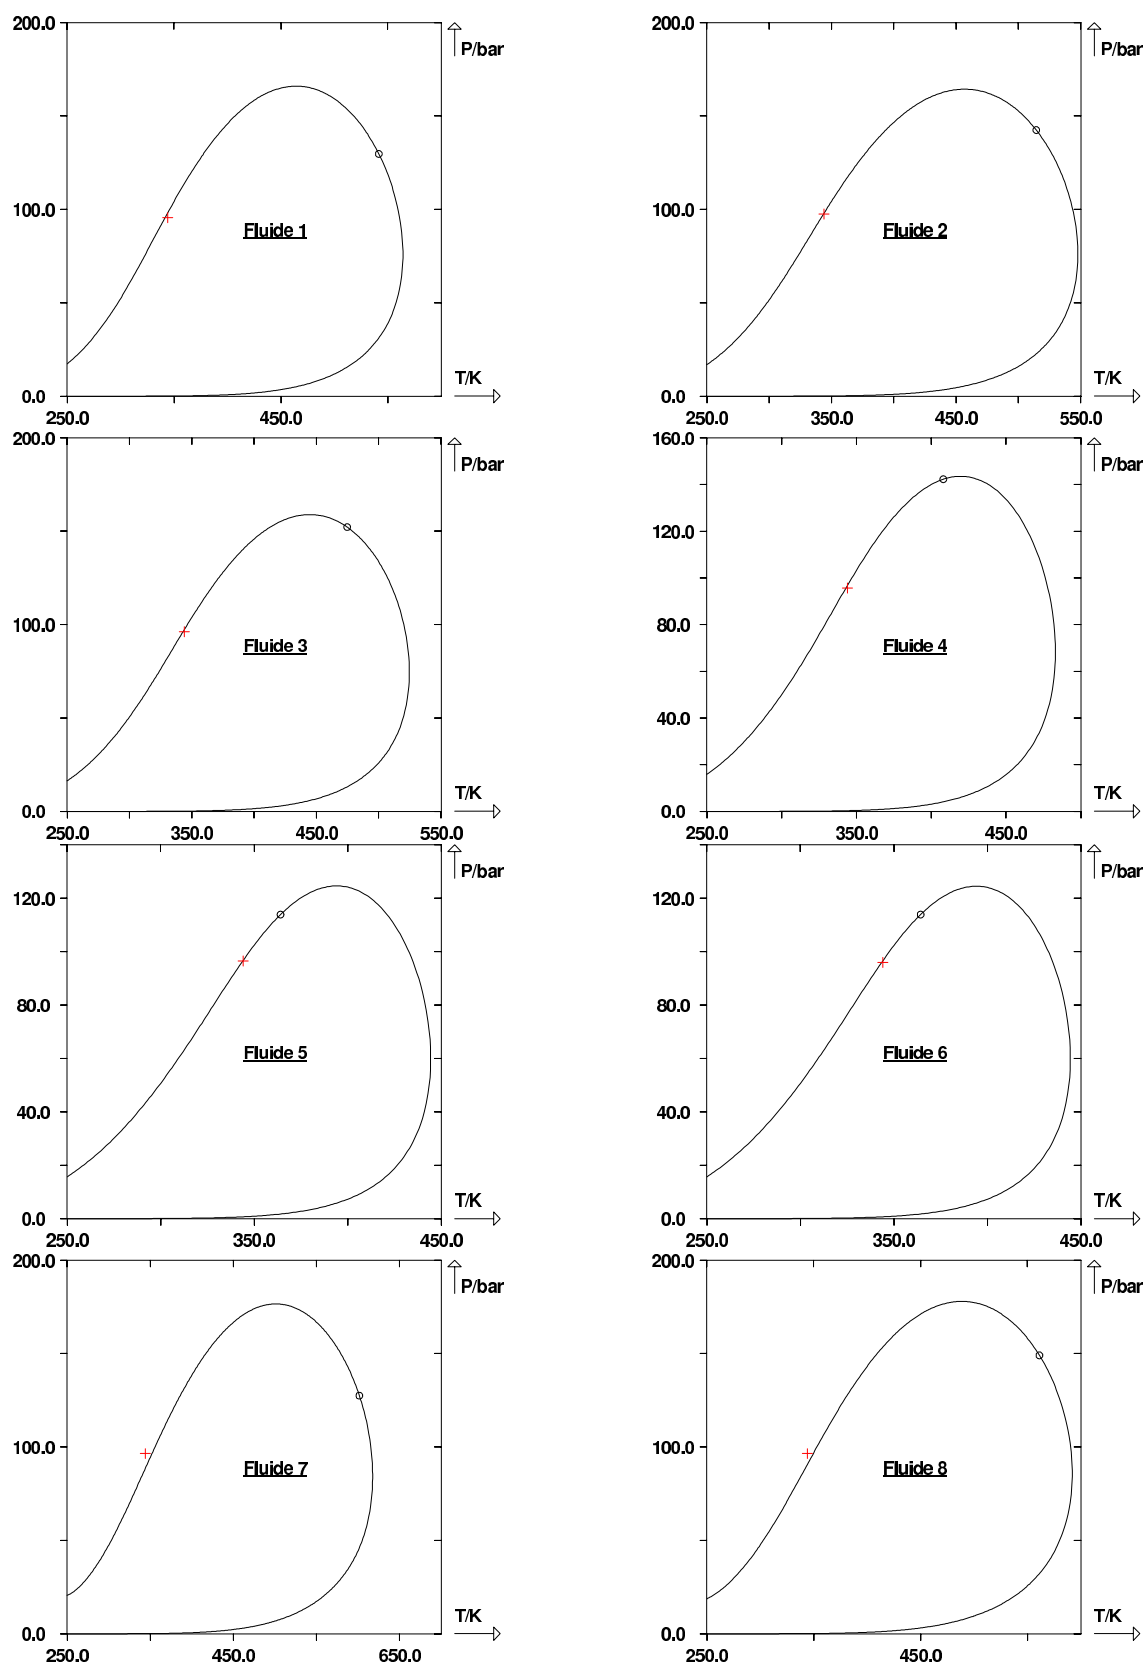 200.0 P/bar 200.0 P/bar
100.0 Fluide 1 100.0 Fluide 2
0.0 T/K 0.0 T/K
250.0 450.0 250.0 350.0 450.0 550.0
200.0 P/bar 160.0 P/bar
120.0
100.0 Fluide 3 80.0 Fluide 4
40.0
0.0 T/K 0.0 T/K
250.0 350.0 450.0 550.0 250.0 350.0 450.0
P/bar P/bar
120.0 120.0
80.0 80.0
Fluide 5 Fluide 6
40.0 40.0
0.0 T/K 0.0 T/K
250.0 350.0 450.0 250.0 350.0 450.0
200.0 P/bar 200.0 P/bar
100.0 Fluide 7 100.0 Fluide 8
0.0 T/K 0.0 T/K
250.0 450.0 650.0 250.0 450.0